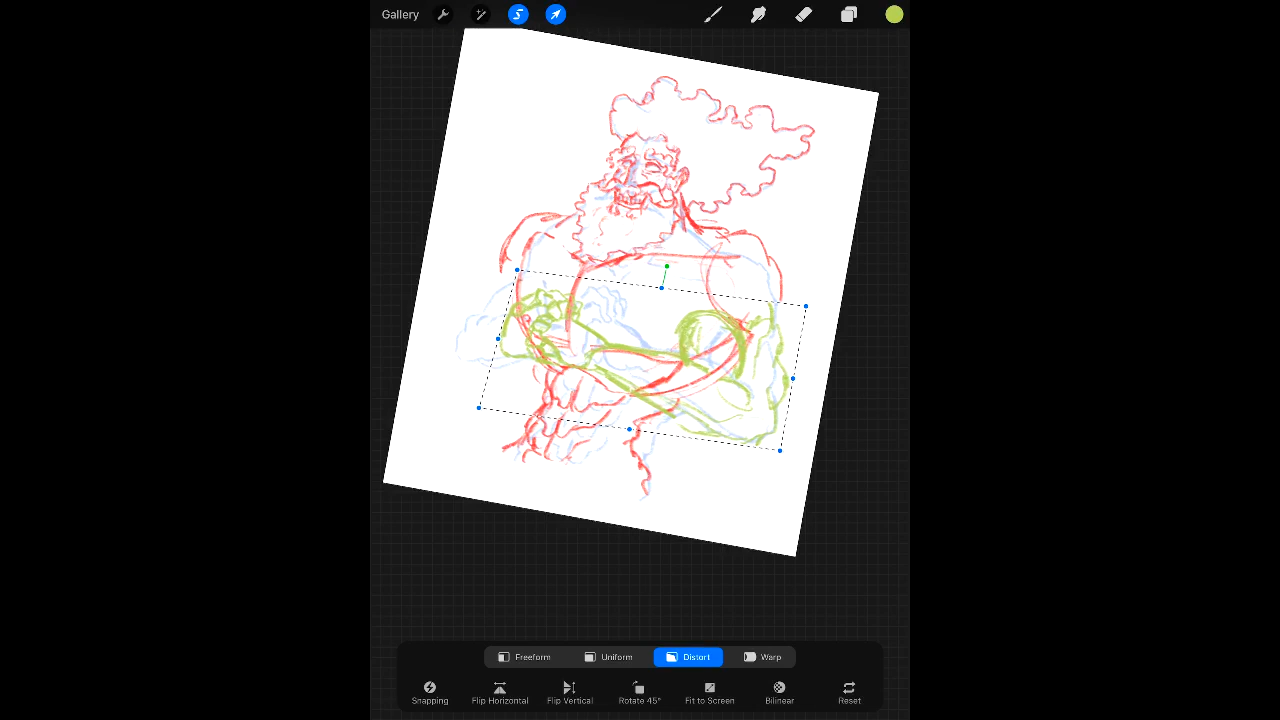 Gallery
Freeform Uniform Distort Warp
Snapping Flip Horizontal Flip Vertical Rotate 45° Fit to Screen Bilinear Reset